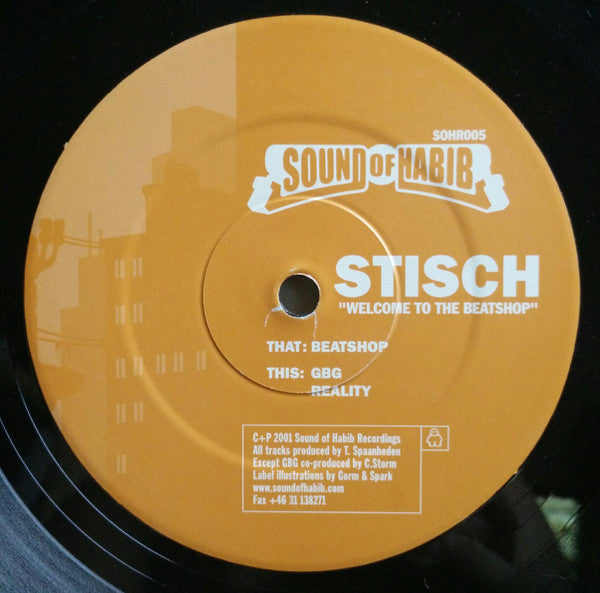 SOHR005
SOUND OF HABIB
STISCH
"WELCOME TO THE BEATSHOP"
THAT: BEATSHOP
THIS: GBG
REALITY
C+P 2001 Sound of Habib Recordings
All tracks produced by T. Spaanheden
Except GBG co-produced by C.Storm
Label illustrations by Gorm & Spark
www.soundofhabib.com
Fax +46 31 138271